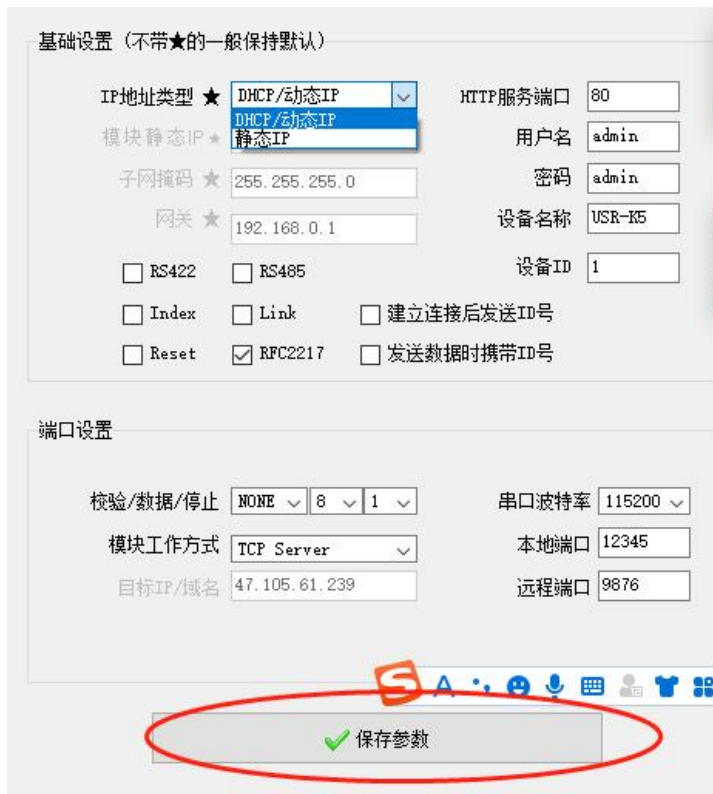 基础设置（不带★的一般保持默认）
IP地址类型 ★ DHCP/动态IP HTTP服务端口 80
DHCP/动态IP
模块静态IP★ 静态IP 用户名 admin
子网掩码 ★ 255.255.255.0 密码 admin
网关 ★ 192.168.0.1 设备名称 USR-K5
RS422 RS485 设备ID 1
Index Link 建立连接后发送ID号
Reset RFC2217 发送数据时携带ID号
端口设置
校验/数据/停止 NONE 8 1 串口波特率 115200
模块工作方式 TCP Server 本地端口 12345
目标IP/域名 47.105.61.239 远程端口 9876
S A
保存参数